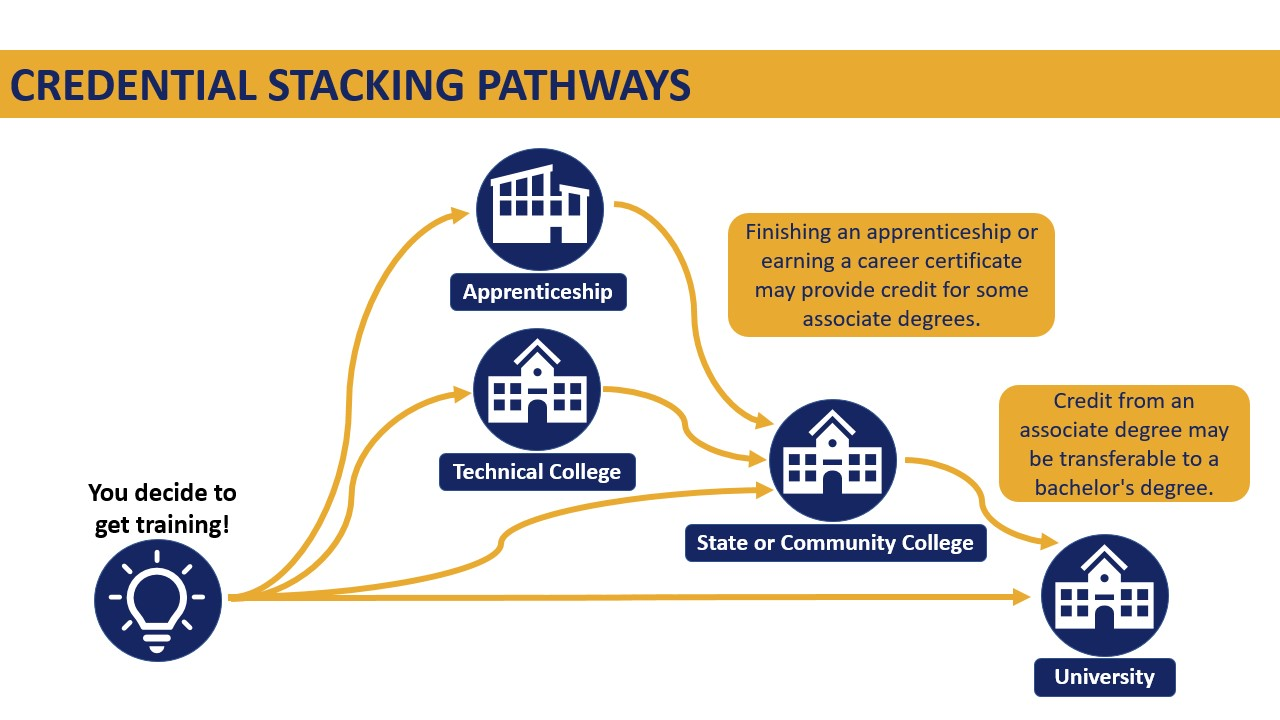 CREDENTIAL STACKING PATHWAYS
Apprenticeship
Finishing an apprenticeship or
earning a career certificate
may provide credit for some
associate degrees.
Technical College
Credit from an
associate degree may
be transferable to a
bachelor's degree.
You decide to
get training!
State or Community College
University